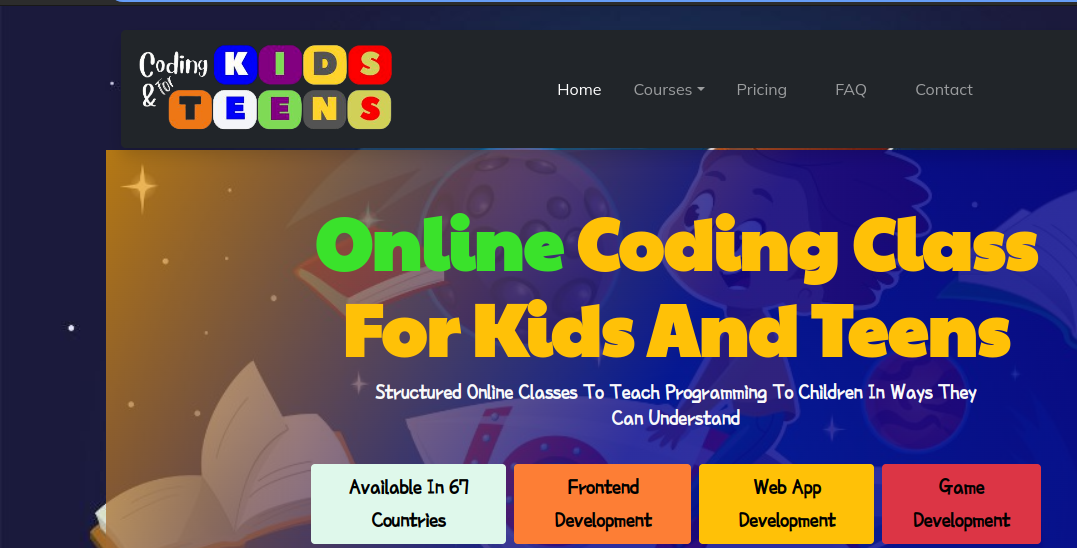 Coding KIDS
& for TEENS
Home Courses Pricing FAQ Contact
Online Coding Class
For Kids And Teens
Structured Online Classes To Teach Programming To Children In Ways They
Can Understand
Available In 67
Countries
Frontend
Development
Web App
Development
Game
Development